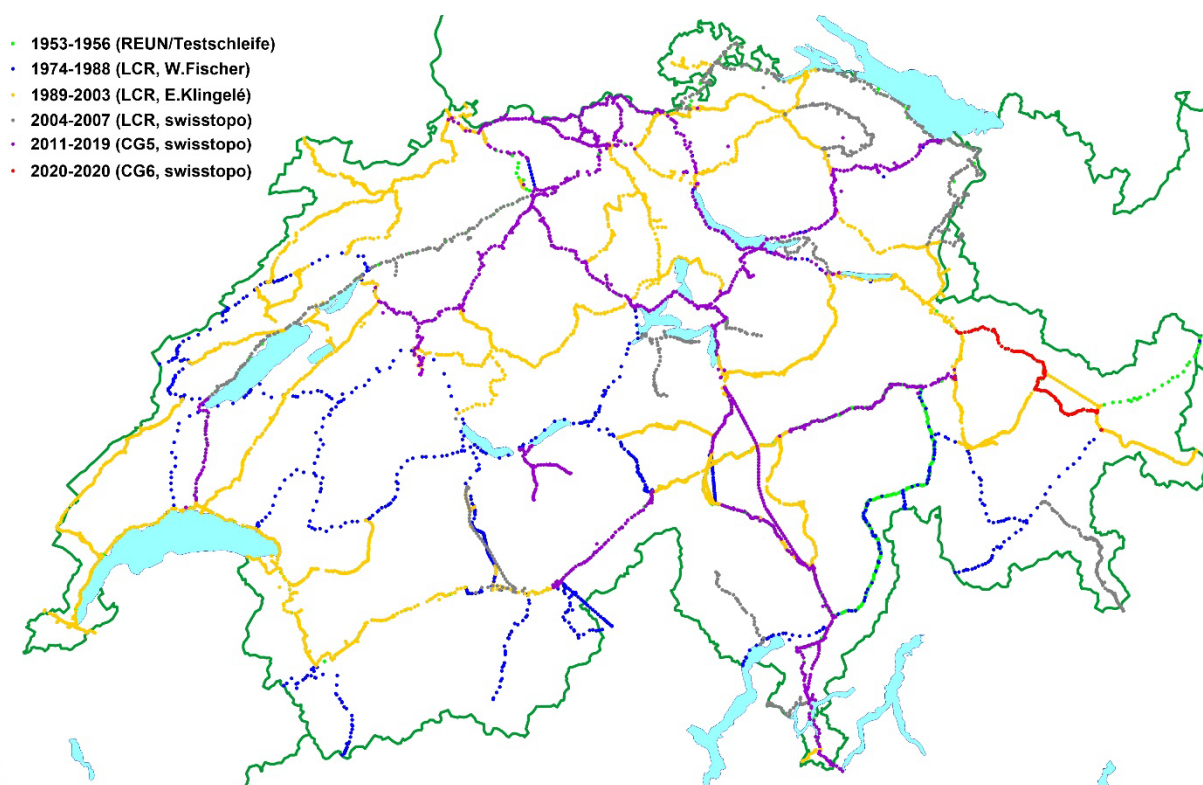 1953-1956 (REUN/Testschleife)
1974-1988 (LCR, W.Fischer)
1989-2003 (LCR, E.Klingelé)
2004-2007 (LCR, swisstopo)
2011-2019 (CG5, swisstopo)
2020-2020 (CG6, swisstopo)